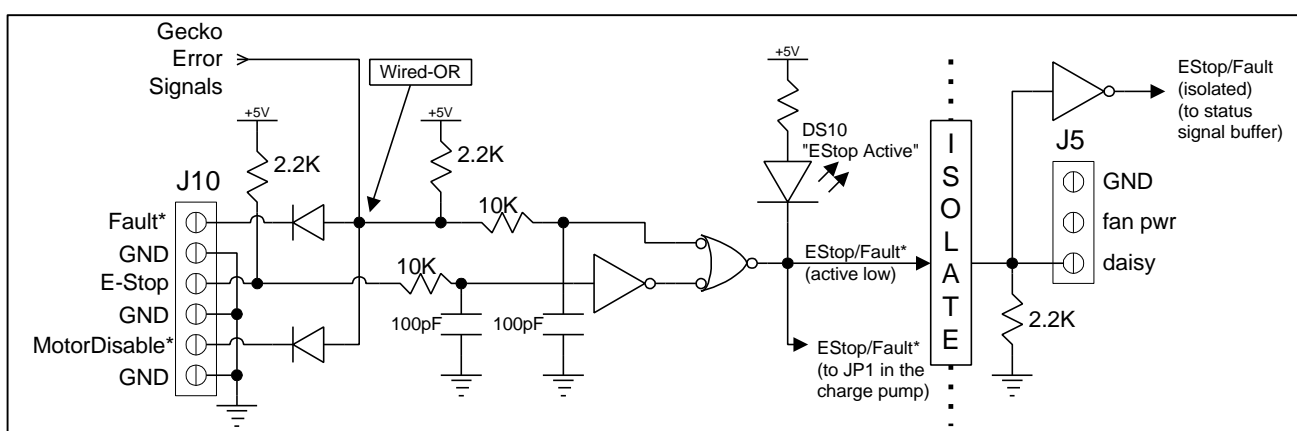 Gecko
Error
Signals
Wired-OR
+5V
2.2K
+5V
2.2K
J10
Fault*
GND
E-Stop
GND
MotorDisable*
GND
10K
10K
100pF
100pF
+5V
DS10
"EStop Active"
EStop/Fault*
(active low)
EStop/Fault*
(to JP1 in the
charge pump)
I
S
O
L
A
T
E
EStop/Fault
(isolated)
(to status
signal buffer)
J5
GND
fan pwr
daisy
2.2K